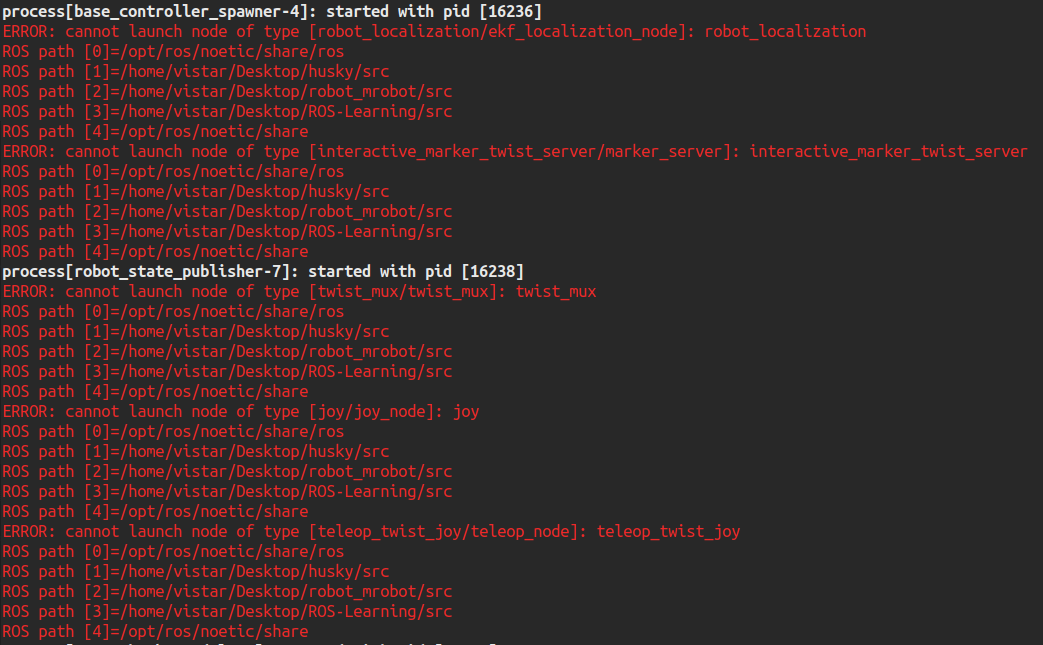 process[base_controller_spawner-4]: started with pid [16236]
ERROR: cannot launch node of type [robot_localization/ekf_localization_node]: robot_localization
ROS path [0]=/opt/ros/noetic/share/ros
ROS path [1]=/home/vistar/Desktop/husky/src
ROS path [2]=/home/vistar/Desktop/robot_mrobot/src
ROS path [3]=/home/vistar/Desktop/ROS-Learning/src
ROS path [4]=/opt/ros/noetic/share
ERROR: cannot launch node of type [interactive_marker_twist_server/marker_server]: interactive_marker_twist_server
ROS path [0]=/opt/ros/noetic/share/ros
ROS path [1]=/home/vistar/Desktop/husky/src
ROS path [2]=/home/vistar/Desktop/robot_mrobot/src
ROS path [3]=/home/vistar/Desktop/ROS-Learning/src
ROS path [4]=/opt/ros/noetic/share
process[robot_state_publisher-7]: started with pid [16238]
ERROR: cannot launch node of type [twist_mux/twist_mux]: twist_mux
ROS path [0]=/opt/ros/noetic/share/ros
ROS path [1]=/home/vistar/Desktop/husky/src
ROS path [2]=/home/vistar/Desktop/robot_mrobot/src
ROS path [3]=/home/vistar/Desktop/ROS-Learning/src
ROS path [4]=/opt/ros/noetic/share
ERROR: cannot launch node of type [joy/joy_node]: joy
ROS path [0]=/opt/ros/noetic/share/ros
ROS path [1]=/home/vistar/Desktop/husky/src
ROS path [2]=/home/vistar/Desktop/robot_mrobot/src
ROS path [3]=/home/vistar/Desktop/ROS-Learning/src
ROS path [4]=/opt/ros/noetic/share
ERROR: cannot launch node of type [teleop_twist_joy/teleop_node]: teleop_twist_joy
ROS path [0]=/opt/ros/noetic/share/ros
ROS path [1]=/home/vistar/Desktop/husky/src
ROS path [2]=/home/vistar/Desktop/robot_mrobot/src
ROS path [3]=/home/vistar/Desktop/ROS-Learning/src
ROS path [4]=/opt/ros/noetic/share